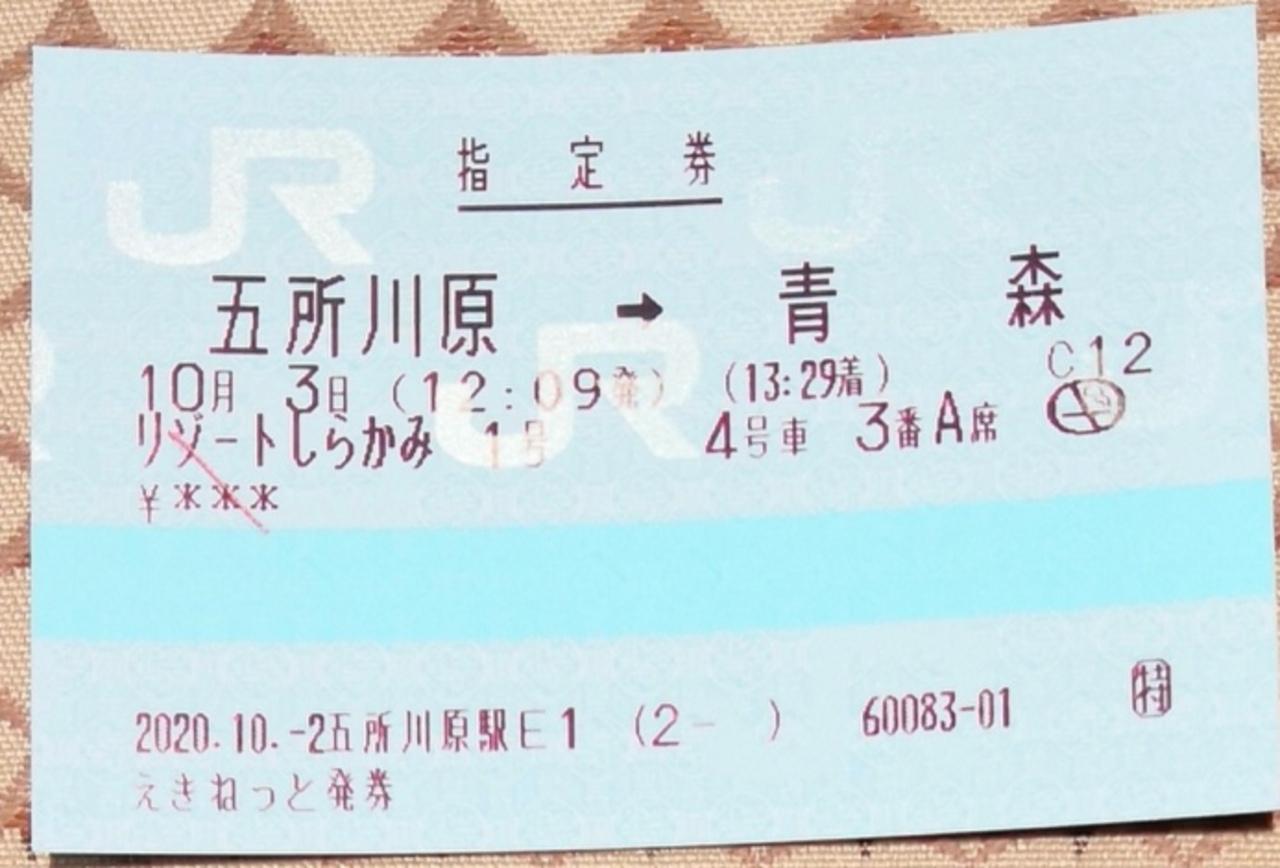 指定券
五所川原 → 青森
C12
10月 3日 (12:09発) (13:29着)
リゾートしらかみ 1号 4号車 3番A席
¥***
2020.10.-2五所川原駅E1 (2- ) 60083-01 特
えきねっと発券
JR
JR